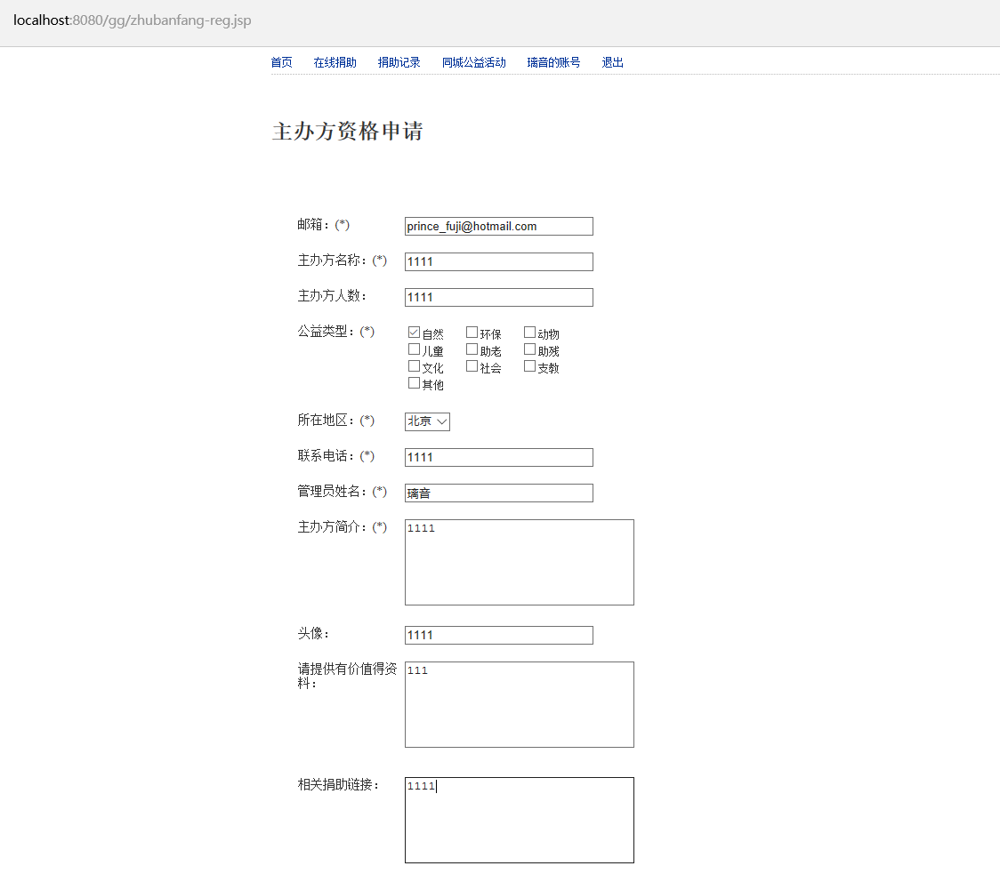 localhost:8080/gg/zhubanfang-reg.jsp
首页 在线捐助 捐助记录 同城公益活动 璃音的账号 退出
主办方资格申请
邮箱：(*) prince_fuji@hotmail.com
主办方名称：(*) 1111
主办方人数： 1111
公益类型：(*) 自然 环保 动物
儿童 助老 助残
文化 社会 支教
其他
所在地区：(*) 北京
联系电话：(*) 1111
管理员姓名：(*) 璃音
主办方简介：(*) 1111
头像： 1111
请提供有价值得资 111
料：
相关捐助链接： 1111